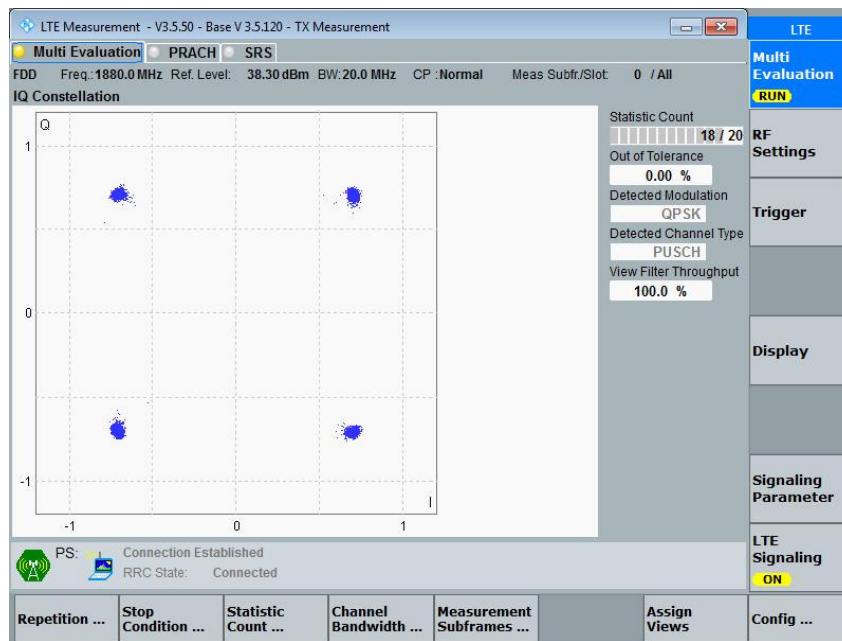 LTE Measurement - V3.5.50 - Base V 3.5.120 - TX Measurement
LTE
Multi Evaluation PRACH SRS
FDD Freq.:1880.0 MHz Ref. Level: 38.30 dBm BW:20.0 MHz CP :Normal Meas Subfr./Slot: 0 / All
IQ Constellation
Q
1
0
-1
I
-1 0 1
Statistic Count
18 / 20
Out of Tolerance
0.00 %
Detected Modulation
QPSK
Detected Channel Type
PUSCH
View Filter Throughput
100.0 %
Multi
Evaluation
RUN
RF
Settings
Trigger
Display
Signaling
Parameter
LTE
Signaling
ON
PS: Connection Established
RRC State: Connected
Repetition ...
Stop
Condition ...
Statistic
Count ...
Channel
Bandwidth ...
Measurement
Subframes ...
Assign
Views
Config ...